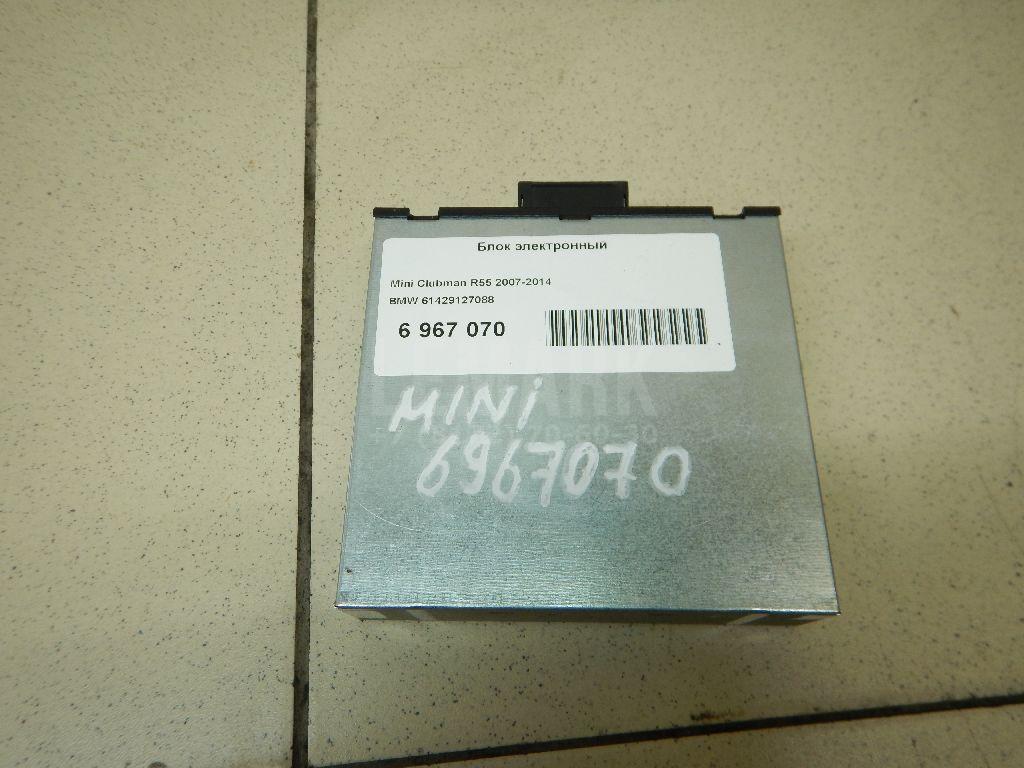 Блок электронный
Mini Clubman R55 2007-2014
BMW 61429127088
6 967 070
MINi
6967070